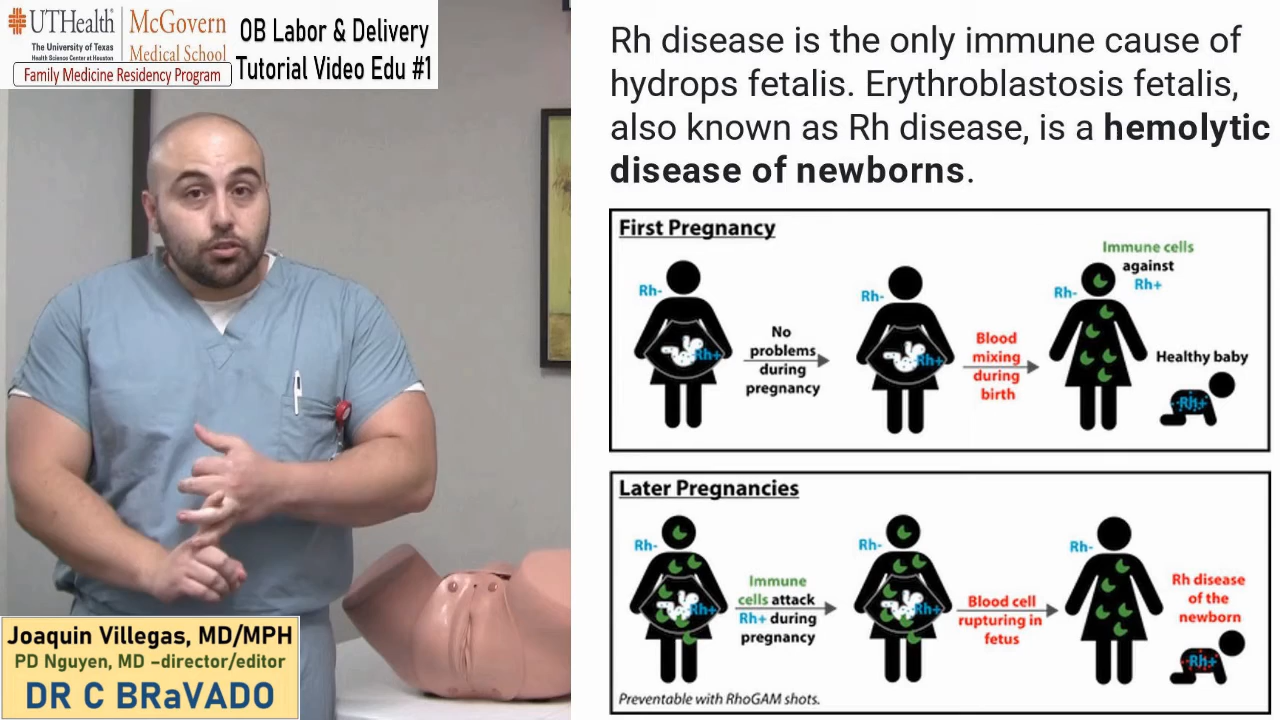 UTHealth
The University of Texas
Health Science Center at Houston
McGovern
Medical School
Family Medicine Residency Program
OB Labor & Delivery
Tutorial Video Edu #1
Rh disease is the only immune cause of
hydrops fetalis. Erythroblastosis fetalis,
also known as Rh disease, is a hemolytic
disease of newborns.
First Pregnancy
Rh-
Rh+
No
problems
during
pregnancy
Rh-
Rh+
Blood
mixing
during
birth
Immune cells
against
Rh+
Rh-
Healthy baby
Rh+
Later Pregnancies
Rh-
Rh+
Immune
cells attack
Rh+ during
pregnancy
Rh-
Rh+
Blood cell
rupturing in
fetus
Rh-
Rh disease
of the
newborn
Rh+
Preventable with RhoGAM shots.
Joaquin Villegas, MD/MPH
PD Nguyen, MD –director/editor
DR C BRaVADO